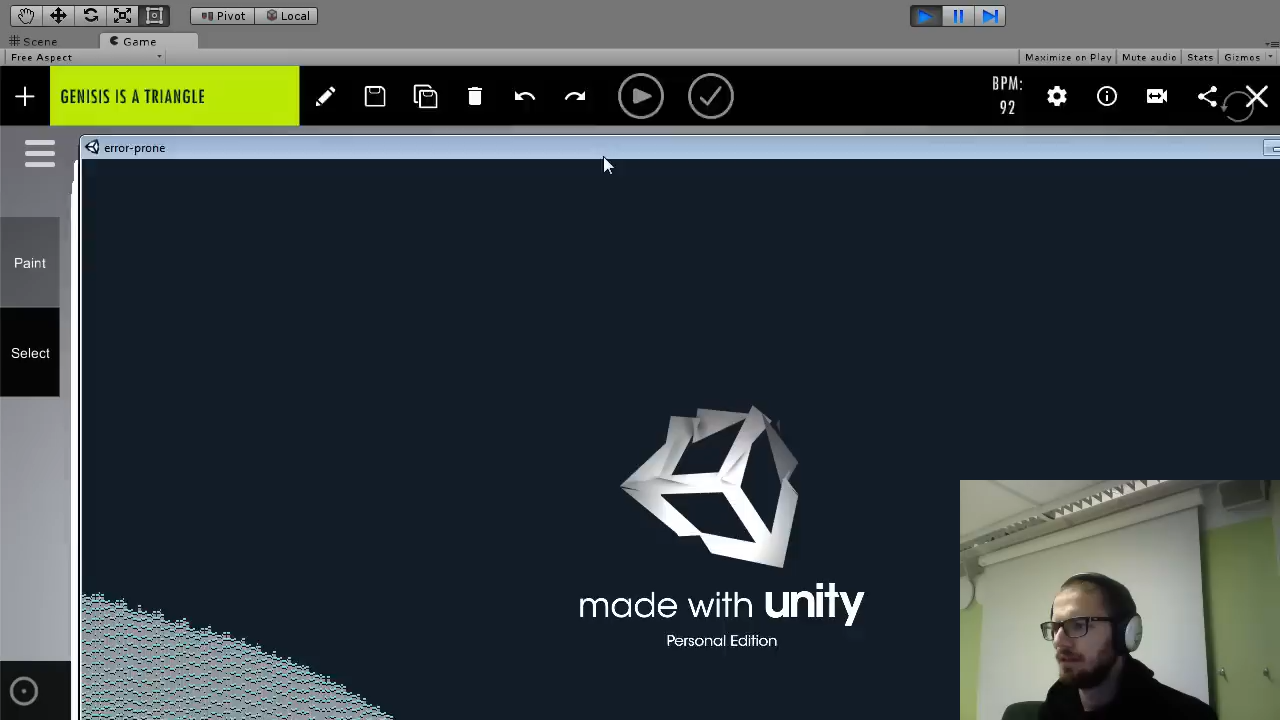 Pivot
Local
Scene
Game
Free Aspect
Maximize on Play
Mute audio
Stats
Gizmos
GENISIS IS A TRIANGLE
BPM:
92
error-prone
Paint
Select
made with unity
Personal Edition